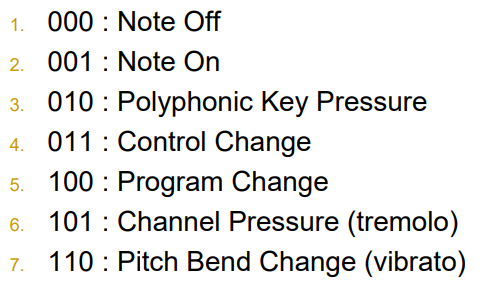 1. 000 : Note Off
2. 001 : Note On
3. 010 : Polyphonic Key Pressure
4. 011 : Control Change
5. 100 : Program Change
6. 101 : Channel Pressure (tremolo)
7. 110 : Pitch Bend Change (vibrato)